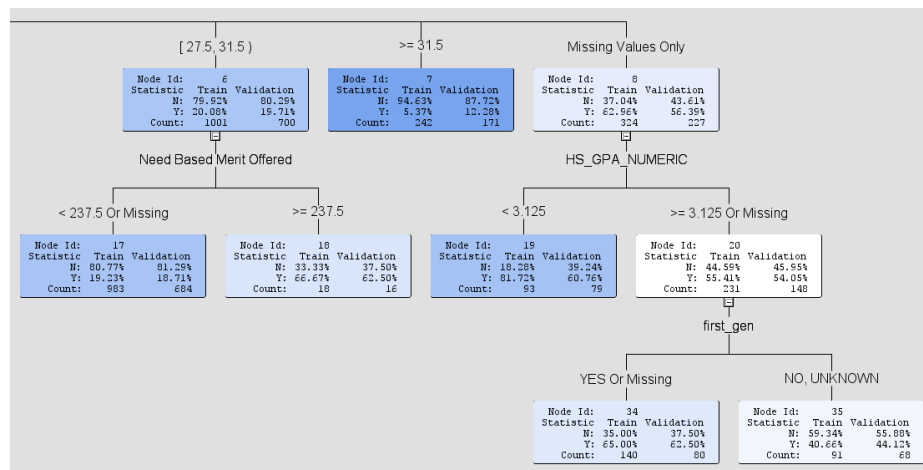 [ 27.5, 31.5 )
>= 31.5
Missing Values Only
Node Id: 6
Statistic Train Validation
N: 79.92% 80.29%
Y: 20.08% 19.71%
Count: 1001 700
Node Id: 7
Statistic Train Validation
N: 94.63% 87.72%
Y: 5.37% 12.28%
Count: 242 171
Node Id: 8
Statistic Train Validation
N: 37.04% 43.61%
Y: 62.96% 56.39%
Count: 324 227
Need Based Merit Offered
HS_GPA_NUMERIC
< 237.5 Or Missing
>= 237.5
< 3.125
>= 3.125 Or Missing
Node Id: 17
Statistic Train Validation
N: 80.77% 81.29%
Y: 19.23% 18.71%
Count: 983 684
Node Id: 18
Statistic Train Validation
N: 33.33% 37.50%
Y: 66.67% 62.50%
Count: 18 16
Node Id: 19
Statistic Train Validation
N: 18.28% 39.24%
Y: 81.72% 60.76%
Count: 93 79
Node Id: 20
Statistic Train Validation
N: 44.59% 45.95%
Y: 55.41% 54.05%
Count: 231 148
first_gen
YES Or Missing
NO, UNKNOWN
Node Id: 34
Statistic Train Validation
N: 35.00% 37.50%
Y: 65.00% 62.50%
Count: 140 80
Node Id: 35
Statistic Train Validation
N: 59.34% 55.88%
Y: 40.66% 44.12%
Count: 91 68